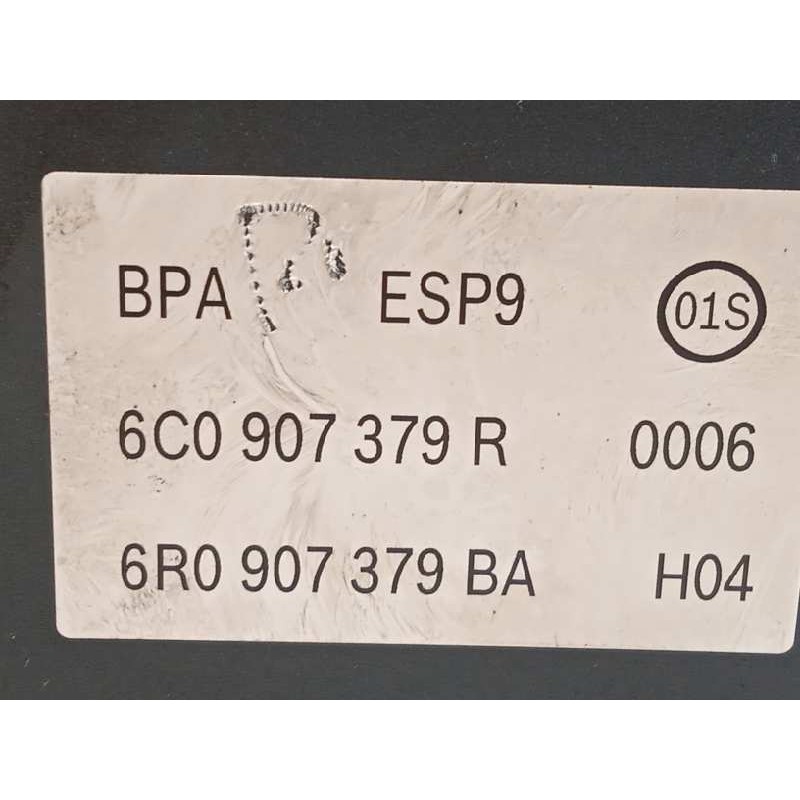 BPA ESP9 01S
6C0 907 379 R 0006
6R0 907 379 BA H04